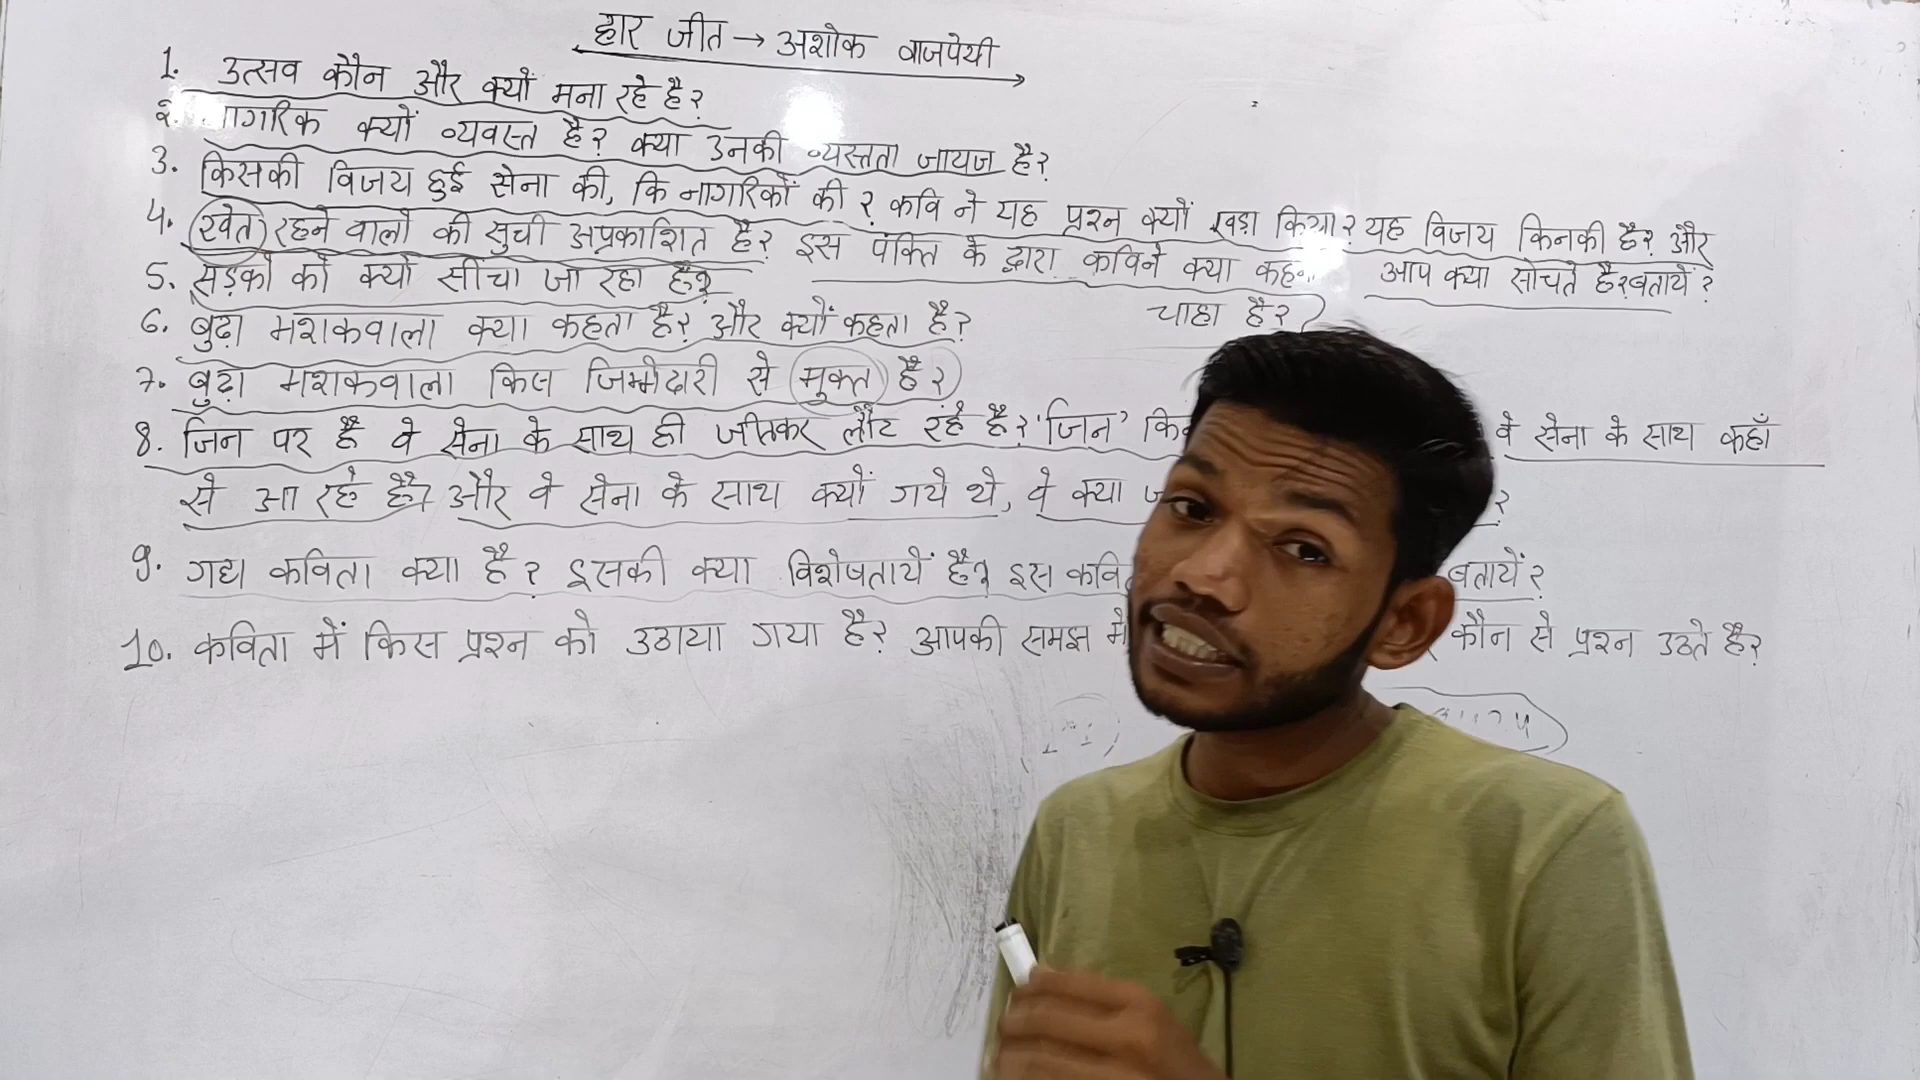 हार जीत → अशोक वाजपेयी
1. उत्सव कौन और क्यों मना रहे है?
2. नागरिक क्यों व्यवस्त है? क्या उनकी व्यस्तता जायज है?
3. किसकी विजय हुई सेना की, कि नागरिकों की? कवि ने यह प्रश्न क्यों खड़ा किया? यह विजय किनकी है? और
आप क्या सोचते है? बतायें?
4. खेत रहने वालो की सुची अप्रकाशित है? इस पंक्ति के द्वारा कविने क्या
चाहा है?
5. सड़को को क्यों सींचा जा रहा है?
6. बुढ़ा मशकवाला क्या कहता है? और क्यों कहता है?
7. बुढ़ा मशकवाला किस जिम्मेदारी से मुक्त है?
8. जिन पर है वे सेना के साथ ही जीतकर लौट रहे है? 'जिन' वे सेना के साथ कहाँ
से आ रहे है? और वे सेना के साथ क्यों गये थे, वे क्या ?
9. गद्य कविता क्या है? इसकी क्या विशेषतायें है? इस बतायें?
10. कविता में किस प्रश्न को उठाया गया है? आपकी समझ में कौन से प्रश्न उठते है?